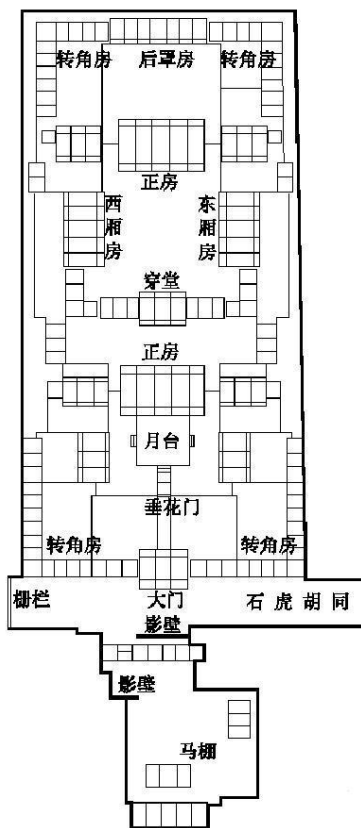 转角房 后罩房 转角房
正房
西厢房 东厢房
穿堂
正房
月台
垂花门
转角房 转角房
栅栏 大门 石虎胡同
影壁
影壁
马棚